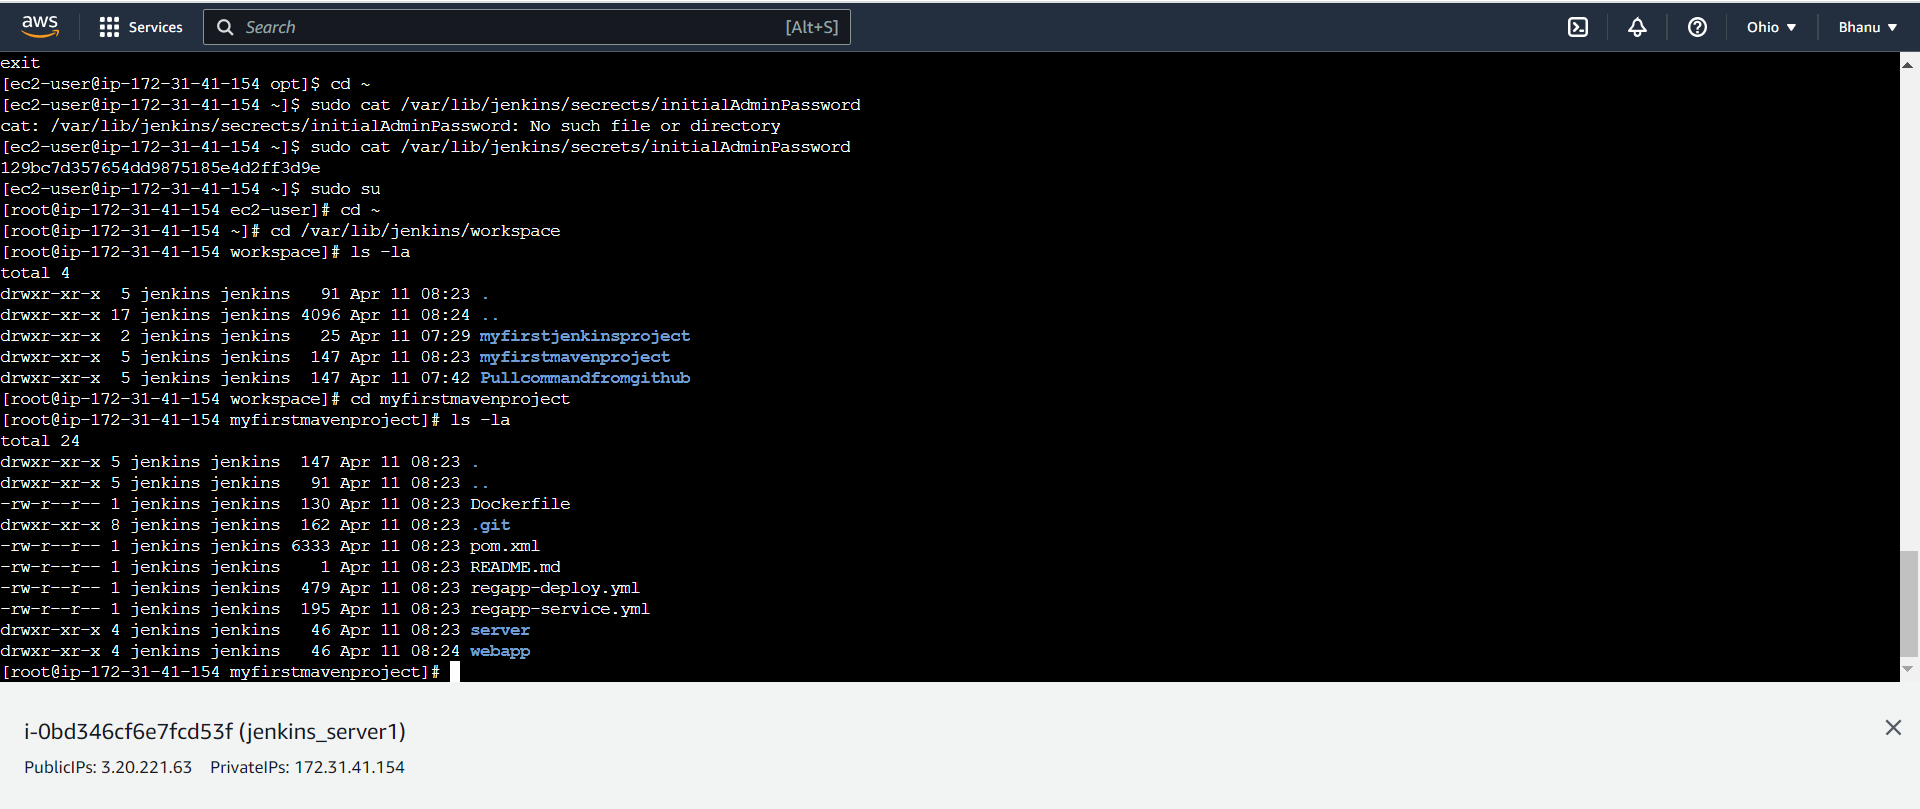 aws Services Search [Alt+S] Ohio ▼ Bhanu ▼
exit
[ec2-user@ip-172-31-41-154 opt]$ cd ~
[ec2-user@ip-172-31-41-154 ~]$ sudo cat /var/lib/jenkins/secrects/initialAdminPassword
cat: /var/lib/jenkins/secrects/initialAdminPassword: No such file or directory
[ec2-user@ip-172-31-41-154 ~]$ sudo cat /var/lib/jenkins/secrets/initialAdminPassword
129bc7d357654dd9875185e4d2ff3d9e
[ec2-user@ip-172-31-41-154 ~]$ sudo su
[root@ip-172-31-41-154 ec2-user]# cd ~
[root@ip-172-31-41-154 ~]# cd /var/lib/jenkins/workspace
[root@ip-172-31-41-154 workspace]# ls -la
total 4
drwxr-xr-x  5 jenkins jenkins   91 Apr 11 08:23 .
drwxr-xr-x 17 jenkins jenkins 4096 Apr 11 08:24 ..
drwxr-xr-x  2 jenkins jenkins   25 Apr 11 07:29 myfirstjenkinsproject
drwxr-xr-x  5 jenkins jenkins  147 Apr 11 08:23 myfirstmavenproject
drwxr-xr-x  5 jenkins jenkins  147 Apr 11 07:42 Pullcommandfromgithub
[root@ip-172-31-41-154 workspace]# cd myfirstmavenproject
[root@ip-172-31-41-154 myfirstmavenproject]# ls -la
total 24
drwxr-xr-x 5 jenkins jenkins  147 Apr 11 08:23 .
drwxr-xr-x 5 jenkins jenkins   91 Apr 11 08:23 ..
-rw-r--r-- 1 jenkins jenkins  130 Apr 11 08:23 Dockerfile
drwxr-xr-x 8 jenkins jenkins  162 Apr 11 08:23 .git
-rw-r--r-- 1 jenkins jenkins 6333 Apr 11 08:23 pom.xml
-rw-r--r-- 1 jenkins jenkins    1 Apr 11 08:23 README.md
-rw-r--r-- 1 jenkins jenkins  479 Apr 11 08:23 regapp-deploy.yml
-rw-r--r-- 1 jenkins jenkins  195 Apr 11 08:23 regapp-service.yml
drwxr-xr-x 4 jenkins jenkins   46 Apr 11 08:23 server
drwxr-xr-x 4 jenkins jenkins   46 Apr 11 08:24 webapp
[root@ip-172-31-41-154 myfirstmavenproject]#
i-0bd346cf6e7fcd53f (jenkins_server1)
PublicIPs: 3.20.221.63 PrivateIPs: 172.31.41.154